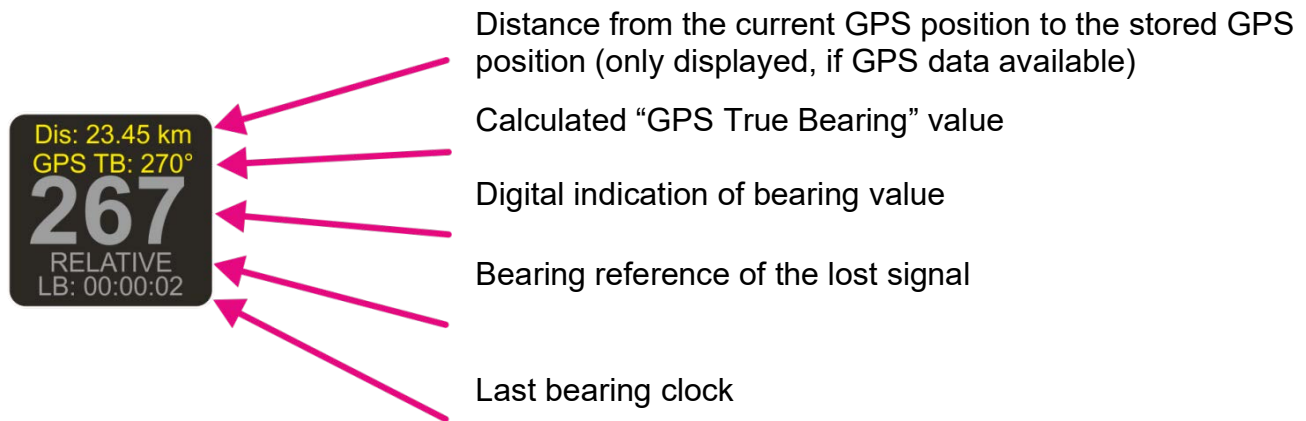 Distance from the current GPS position to the stored GPS
position (only displayed, if GPS data available)
Dis: 23.45 km
Calculated “GPS True Bearing” value
GPS TB: 270°
Digital indication of bearing value
267
Bearing reference of the lost signal
RELATIVE
LB: 00:00:02
Last bearing clock